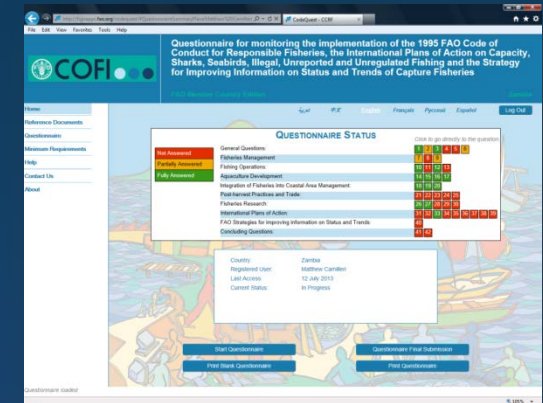 CodeQuest - CCRF
File Edit View Favorites Tools Help
COFI
Questionnaire for monitoring the implementation of the 1995 FAO Code of
Conduct for Responsible Fisheries, the International Plans of Action on Capacity,
Sharks, Seabirds, Illegal, Unreported and Unregulated Fishing and the Strategy
for Improving Information on Status and Trends of Capture Fisheries
FAO Member Country Edition Zambia
Home
Reference Documents
Questionnaire
Minimum Requirements
Help
Contact Us
About
عربي 中文 English Français Русский Español Log Out
QUESTIONNAIRE STATUS
Click to go directly to the question
Not Answered
Partially Answered
Fully Answered
General Questions: 1 2 3 4 5 6
Fisheries Management 7 8 9
Fishing Operations: 10 11 12 13
Aquaculture Development: 14 15 16 17
Integration of Fisheries into Coastal Area Management: 18 19 20
Post-harvest Practices and Trade: 21 22 23 24 25
Fisheries Research: 26 27 28 29 30
International Plans of Action: 31 32 33 34 35 36 37 38 39
FAO Strategies for improving information on Status and Trends 40
Concluding Questions: 41 42
Country Zambia
Registered User: Matthew Camilleri
Last Access 12 July 2013
Current Status: In Progress
Start Questionnaire
Questionnaire Final Submission
Print Blank Questionnaire
Print Questionnaire
Questionnaire loaded
105%